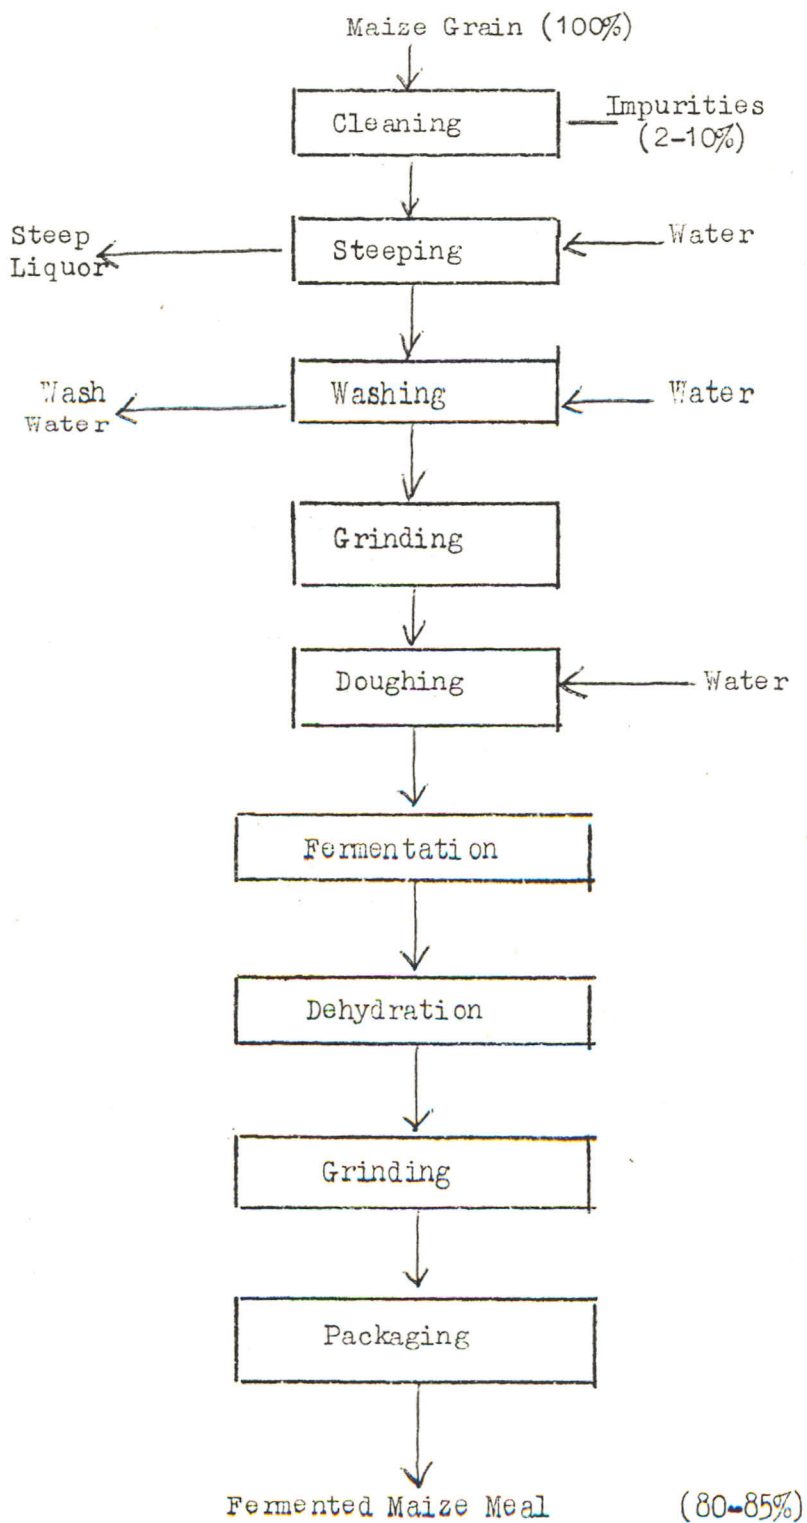 Maize Grain (100%)
Cleaning
Impurities
(2-10%)
Steep
Liquor
Steeping
Water
Wash
Water
Washing
Water
Grinding
Doughing
Water
Fermentation
Dehydration
Grinding
Packaging
Fermented Maize Meal (80-85%)